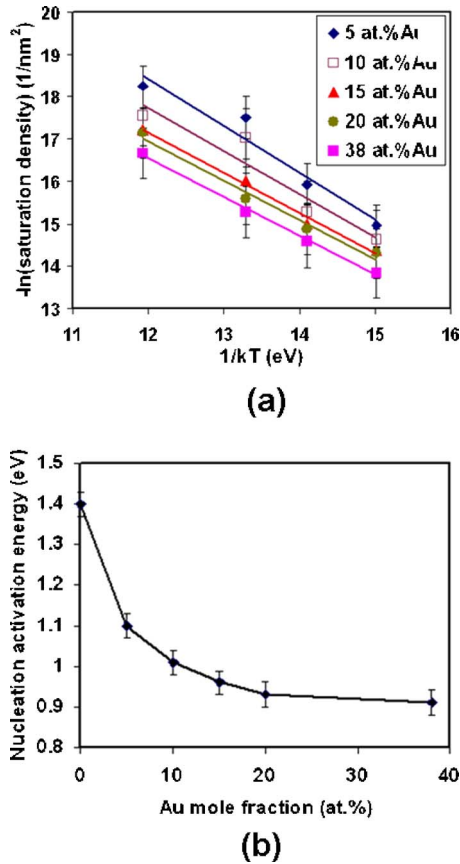 20
19
18
17
16
15
14
13
-ln(saturation density) (1/nm²)
5 at.%Au
10 at.%Au
15 at.%Au
20 at.%Au
38 at.%Au
11 12 13 14 15 16
1/kT (eV)
(a)
1.5
1.4
1.3
1.2
1.1
1
0.9
0.8
Nucleation activation energy (eV)
0 10 20 30 40
Au mole fraction (at.%)
(b)